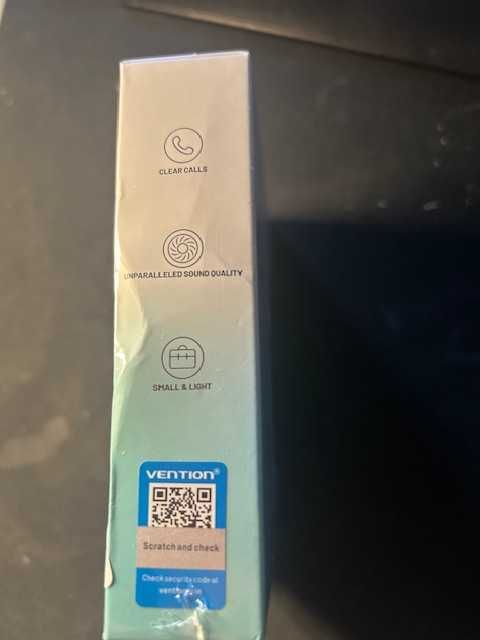 CLEAR CALLS
UNPARALLELED SOUND QUALITY
SMALL & LIGHT
VENTION®
Scratch and check
Check security code at